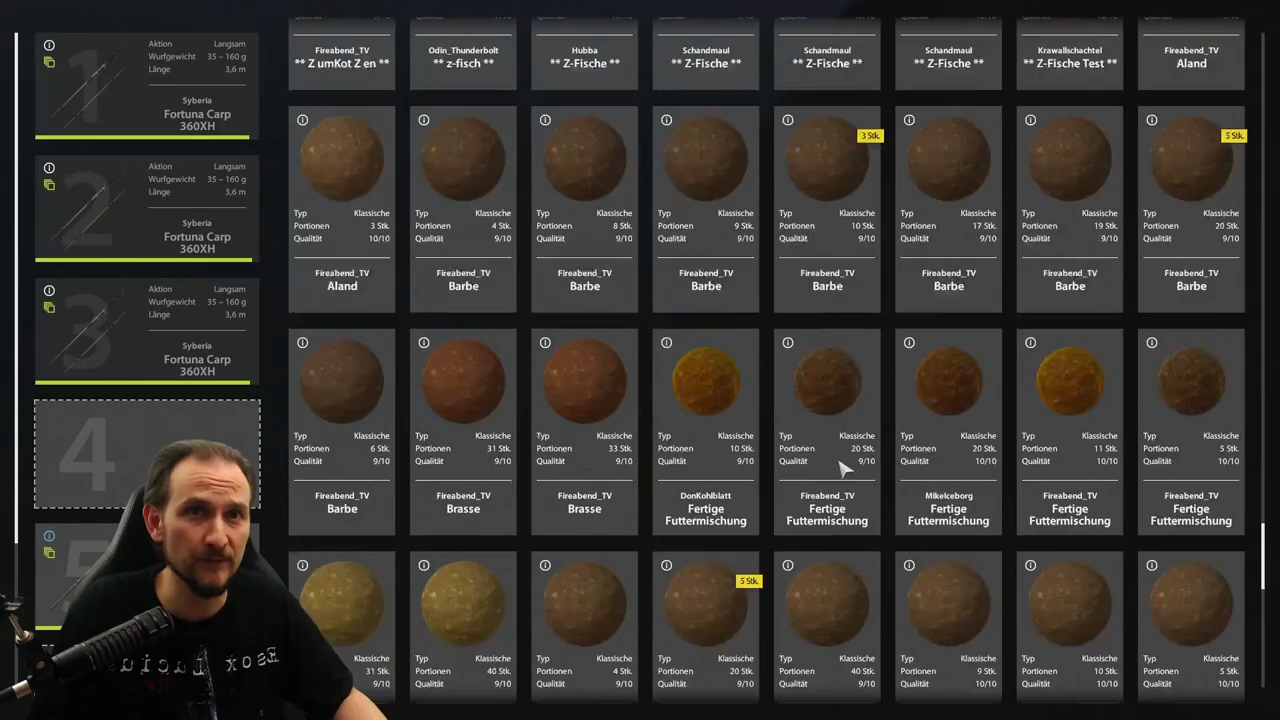 1
Aktion Langsam
Wurfgewicht 35 – 160 g
Länge 3,6 m
Syberia
Fortuna Carp
360XH
2
Aktion Langsam
Wurfgewicht 35 – 160 g
Länge 3,6 m
Syberia
Fortuna Carp
360XH
3
Aktion Langsam
Wurfgewicht 35 – 160 g
Länge 3,6 m
Syberia
Fortuna Carp
360XH
4
5
Fireabend_TV Odin_Thunderbolt Hubba Schandmaul Schandmaul Schandmaul Krawallschachtel Fireabend_TV
** Z umKot Z en ** ** z-fisch ** ** Z-Fische ** ** Z-Fische ** ** Z-Fische ** ** Z-Fische ** ** Z-Fische Test ** Aland
3 Stk. 5 Stk.
Typ Klassische Typ Klassische Typ Klassische Typ Klassische Typ Klassische Typ Klassische Typ Klassische Typ Klassische
Portionen 3 Stk. Portionen 4 Stk. Portionen 8 Stk. Portionen 9 Stk. Portionen 10 Stk. Portionen 17 Stk. Portionen 19 Stk. Portionen 20 Stk.
Qualität 10/10 Qualität 9/10 Qualität 9/10 Qualität 9/10 Qualität 9/10 Qualität 9/10 Qualität 9/10 Qualität 9/10
Fireabend_TV Fireabend_TV Fireabend_TV Fireabend_TV Fireabend_TV Fireabend_TV Fireabend_TV Fireabend_TV
Aland Barbe Barbe Barbe Barbe Barbe Barbe Barbe
Typ Klassische Typ Klassische Typ Klassische Typ Klassische Typ Klassische Typ Klassische Typ Klassische Typ Klassische
Portionen 6 Stk. Portionen 31 Stk. Portionen 33 Stk. Portionen 10 Stk. Portionen 20 Stk. Portionen 20 Stk. Portionen 11 Stk. Portionen 5 Stk.
Qualität 9/10 Qualität 9/10 Qualität 9/10 Qualität 9/10 Qualität 9/10 Qualität 10/10 Qualität 10/10 Qualität 10/10
Fireabend_TV Fireabend_TV Fireabend_TV DonKohlblatt Fireabend_TV MikeIceborg Fireabend_TV Fireabend_TV
Barbe Brasse Brasse Fertige Fertige Fertige Fertige Fertige
Futtermischung Futtermischung Futtermischung Futtermischung Futtermischung
5 Stk.
Klassische Typ Klassische Typ Klassische Typ Klassische Typ Klassische Typ Klassische Typ Klassische Typ Klassische
31 Stk. Portionen 40 Stk. Portionen 4 Stk. Portionen 20 Stk. Portionen 40 Stk. Portionen 9 Stk. Portionen 10 Stk. Portionen 5 Stk.
9/10 Qualität 9/10 Qualität 9/10 Qualität 9/10 Qualität 9/10 Qualität 10/10 Qualität 10/10 Qualität 10/10